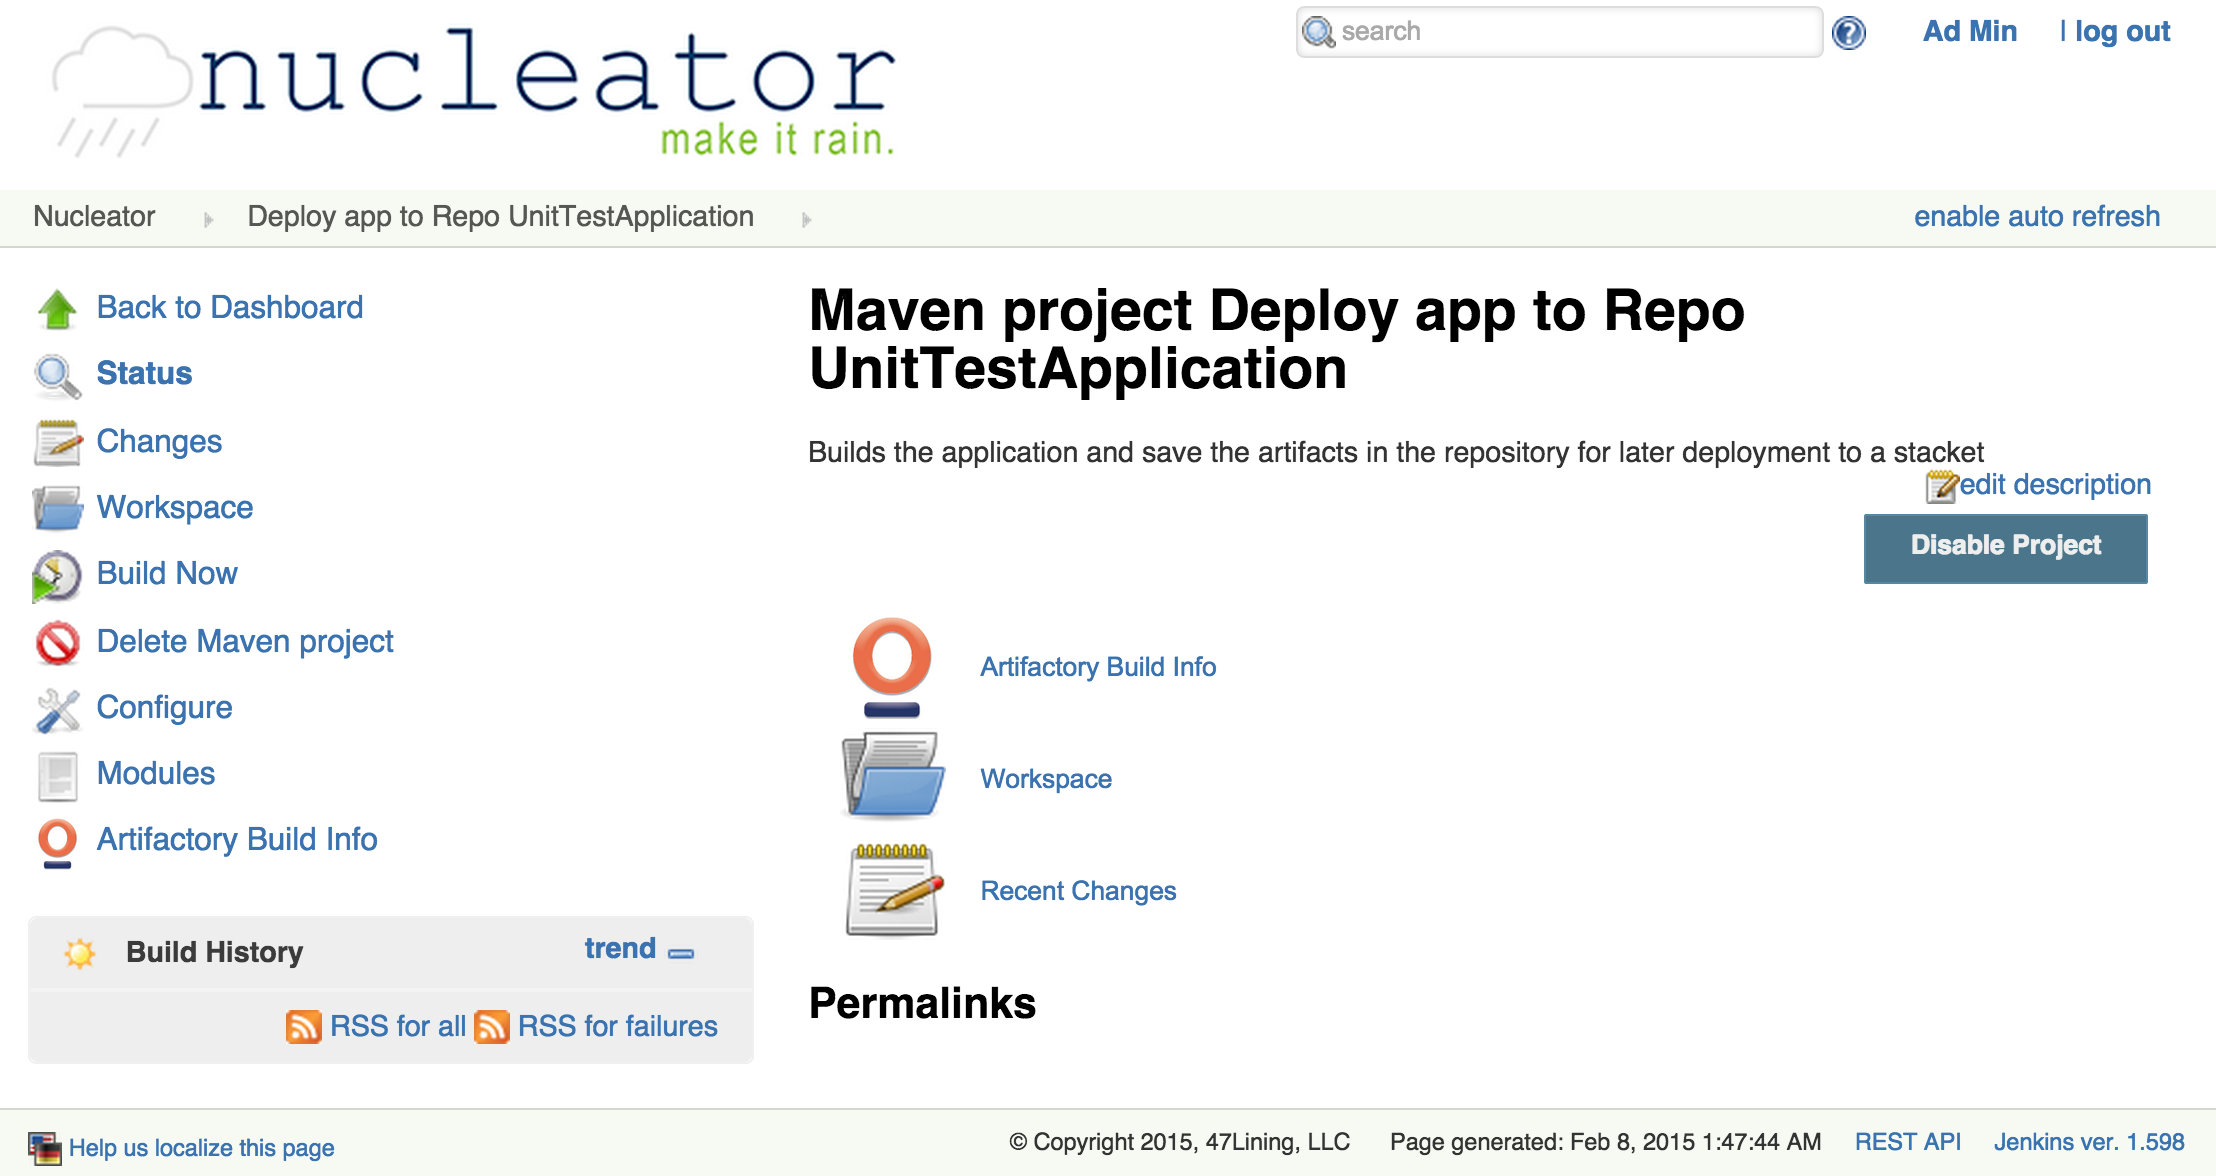 nucleator
make it rain.
search
Ad Min
| log out
Nucleator
Deploy app to Repo UnitTestApplication
enable auto refresh
Back to Dashboard
Status
Changes
Workspace
Build Now
Delete Maven project
Configure
Modules
Artifactory Build Info
Build History
trend
RSS for all
RSS for failures
Maven project Deploy app to Repo
UnitTestApplication
Builds the application and save the artifacts in the repository for later deployment to a stacket
edit description
Disable Project
Artifactory Build Info
Workspace
Recent Changes
Permalinks
Help us localize this page
© Copyright 2015, 47Lining, LLC
Page generated: Feb 8, 2015 1:47:44 AM
REST API
Jenkins ver. 1.598